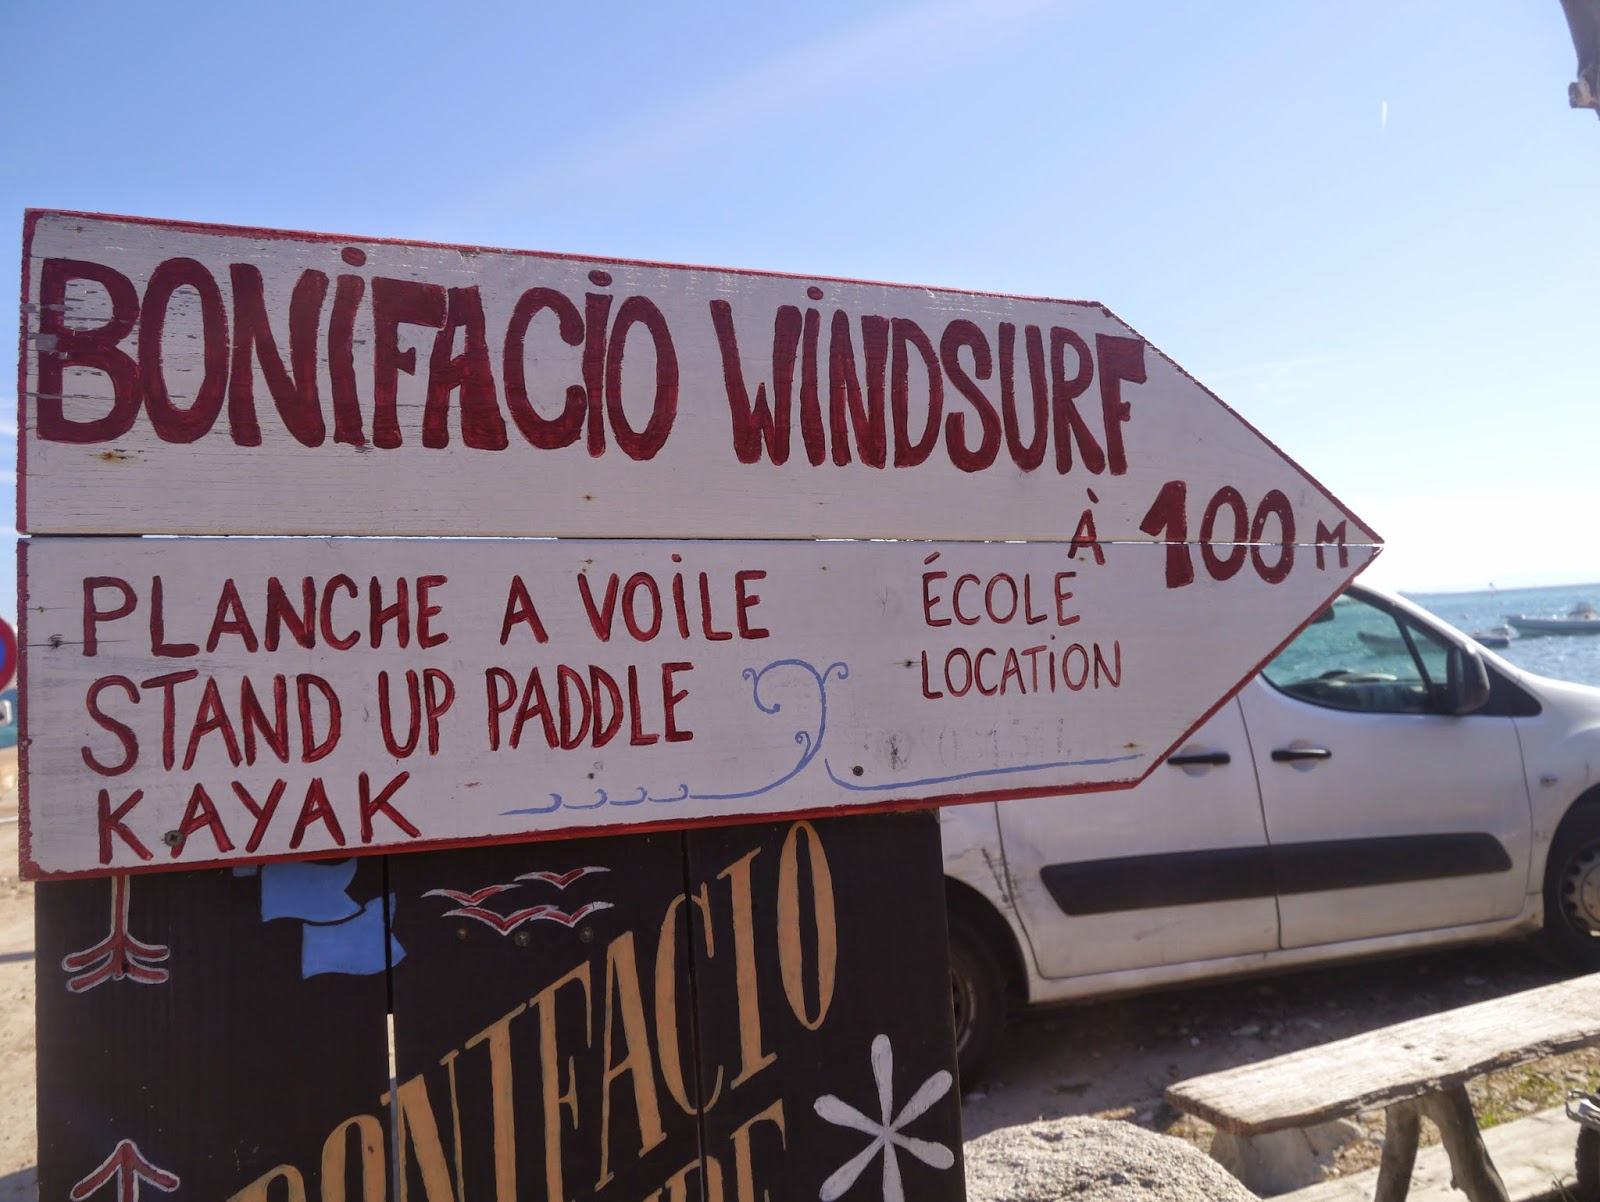 BONiFACiO WiNDSURF
À 100 M
PLANCHE A VOiLE
STAND UP PADDLE
KAYAK
ÉCOLE
LOCATiON
BONIFACIO